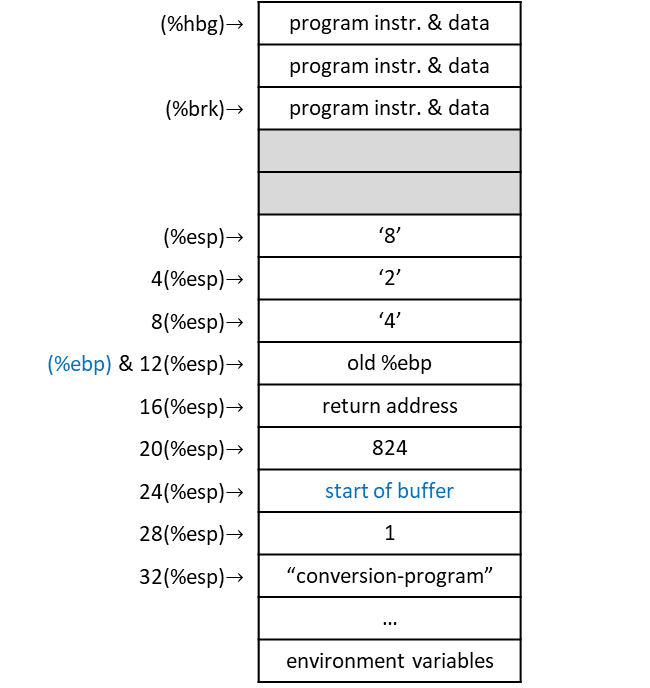 (%hbg)→ program instr. & data
program instr. & data
(%brk)→ program instr. & data
(%esp)→ ‘8’
4(%esp)→ ‘2’
8(%esp)→ ‘4’
(%ebp) & 12(%esp)→ old %ebp
16(%esp)→ return address
20(%esp)→ 824
24(%esp)→ start of buffer
28(%esp)→ 1
32(%esp)→ “conversion-program”
...
environment variables